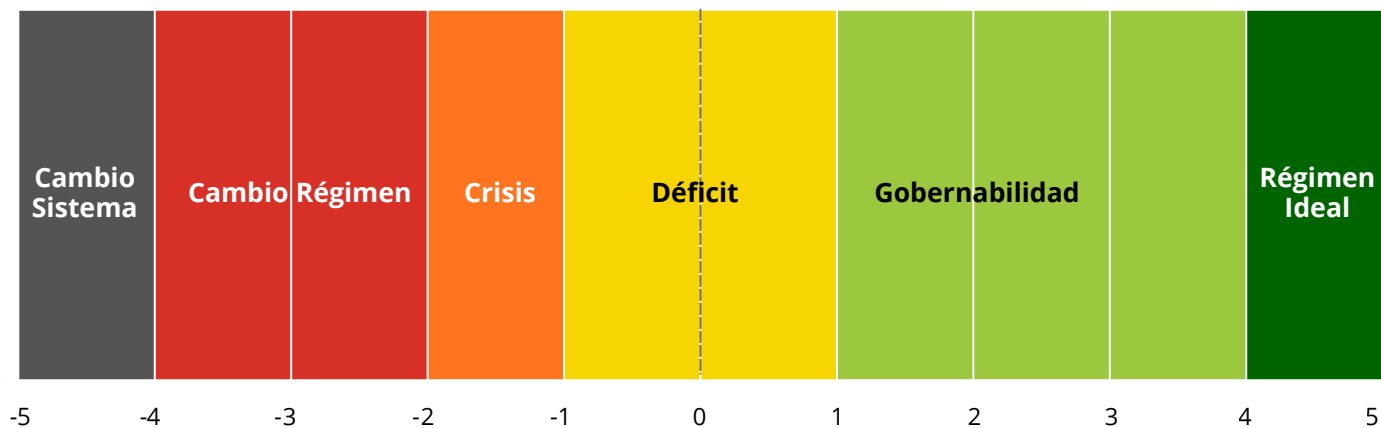 Cambio
Sistema
Cambio Régimen
Crisis
Déficit
Gobernabilidad
Régimen
Ideal
-5 -4 -3 -2 -1 0 1 2 3 4 5